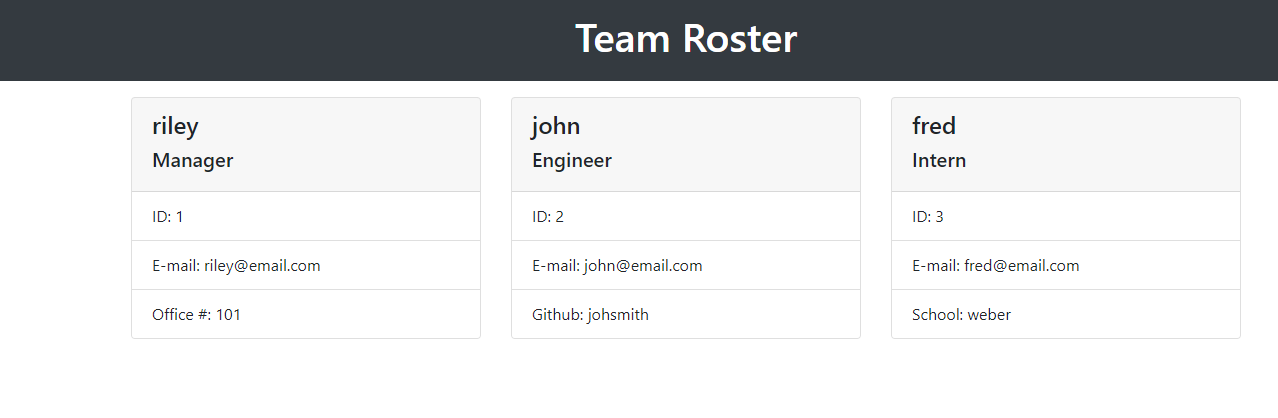 Team Roster
riley
Manager
ID: 1
E-mail: riley@email.com
Office #: 101
john
Engineer
ID: 2
E-mail: john@email.com
Github: johsmith
fred
Intern
ID: 3
E-mail: fred@email.com
School: weber